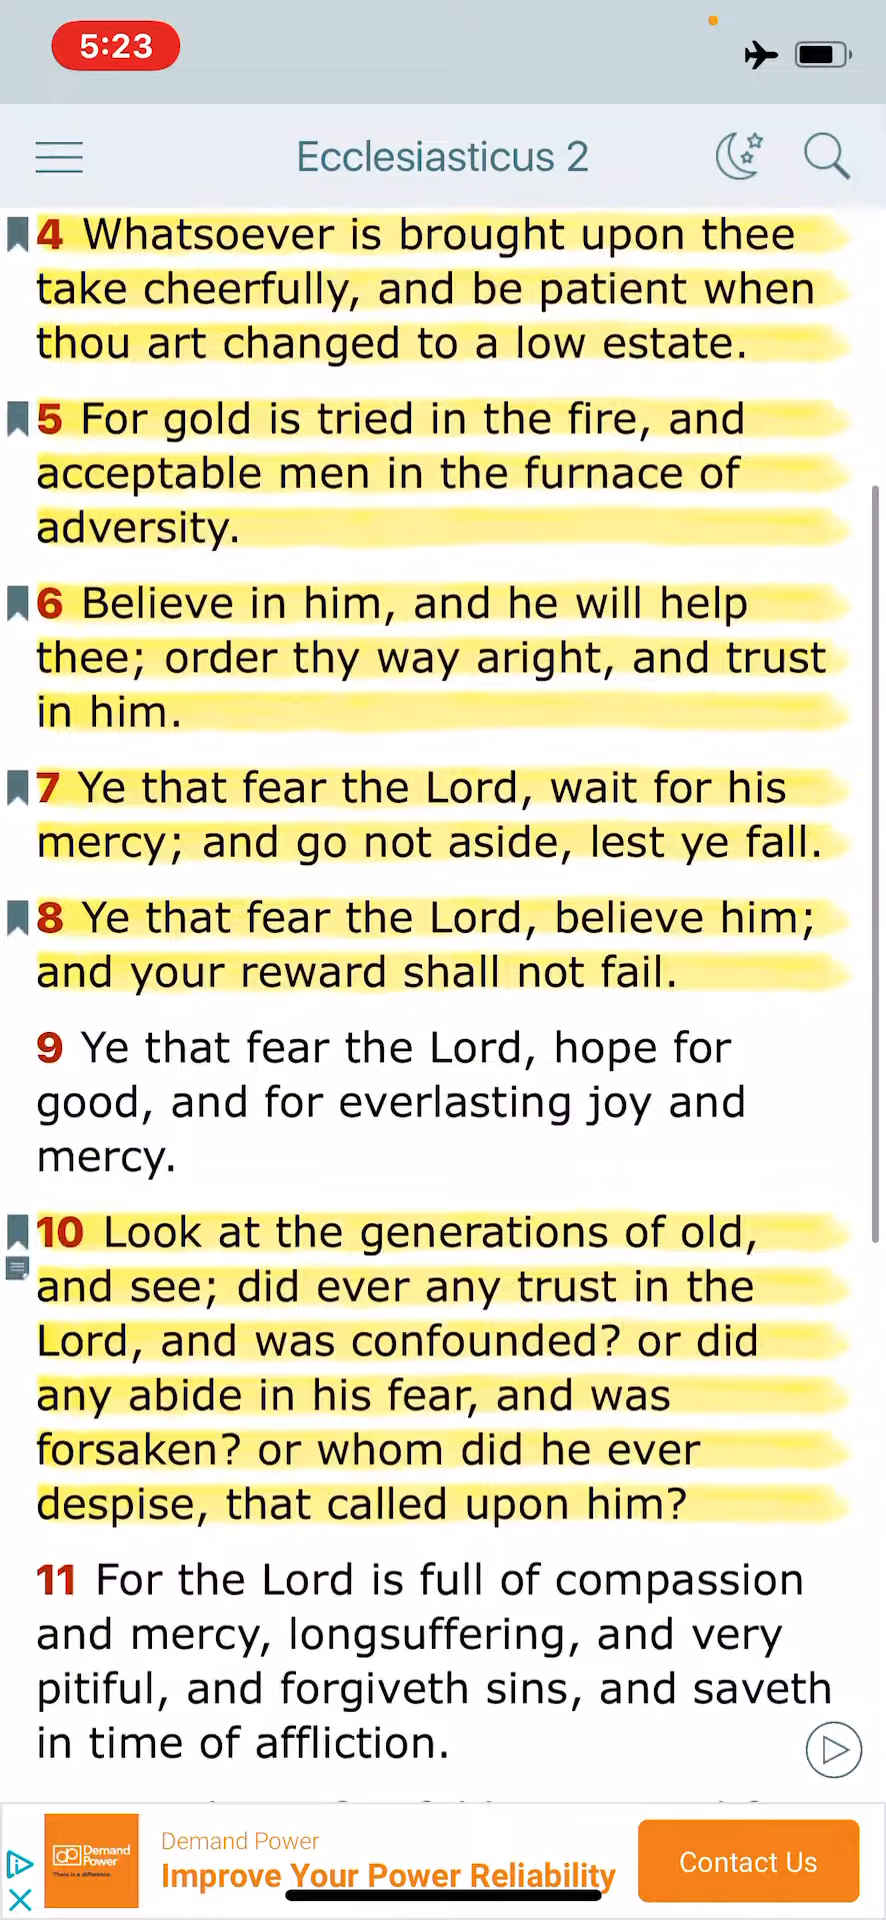 5:23
Ecclesiasticus 2
4 Whatsoever is brought upon thee
take cheerfully, and be patient when
thou art changed to a low estate.
5 For gold is tried in the fire, and
acceptable men in the furnace of
adversity.
6 Believe in him, and he will help
thee; order thy way aright, and trust
in him.
7 Ye that fear the Lord, wait for his
mercy; and go not aside, lest ye fall.
8 Ye that fear the Lord, believe him;
and your reward shall not fail.
9 Ye that fear the Lord, hope for
good, and for everlasting joy and
mercy.
10 Look at the generations of old,
and see; did ever any trust in the
Lord, and was confounded? or did
any abide in his fear, and was
forsaken? or whom did he ever
despise, that called upon him?
11 For the Lord is full of compassion
and mercy, longsuffering, and very
pitiful, and forgiveth sins, and saveth
in time of affliction.
dp Demand
Power
There is a difference.
Demand Power
Improve Your Power Reliability
Contact Us